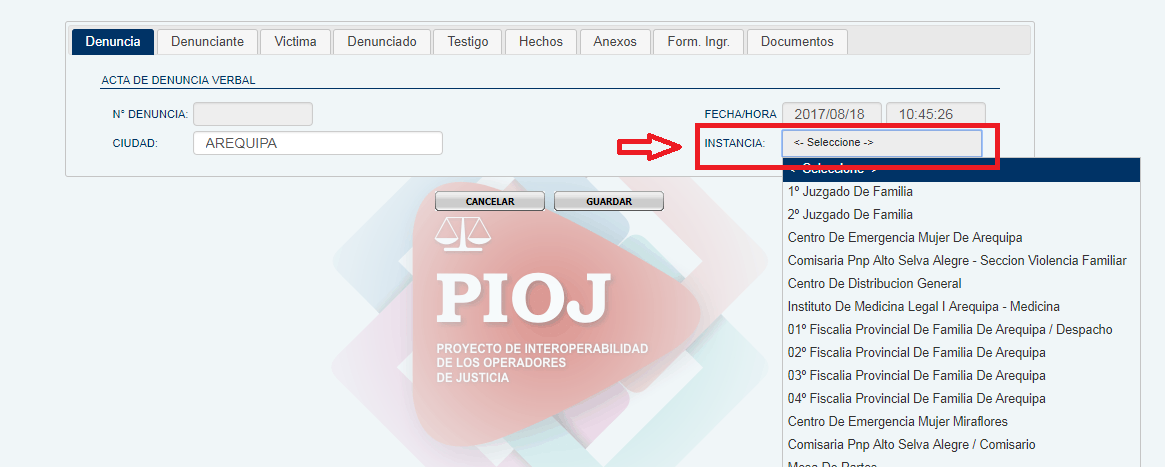 Denuncia Denunciante Victima Denunciado Testigo Hechos Anexos Form. Ingr. Documentos
ACTA DE DENUNCIA VERBAL
N° DENUNCIA: FECHA/HORA 2017/08/18 10:45:26
CIUDAD: AREQUIPA INSTANCIA: <- Seleccione ->
<- Seleccione ->
CANCELAR GUARDAR
1º Juzgado De Familia
2º Juzgado De Familia
Centro De Emergencia Mujer De Arequipa
Comisaria Pnp Alto Selva Alegre - Seccion Violencia Familiar
Centro De Distribucion General
Instituto De Medicina Legal I Arequipa - Medicina
01º Fiscalia Provincial De Familia De Arequipa / Despacho
02º Fiscalia Provincial De Familia De Arequipa
03º Fiscalia Provincial De Familia De Arequipa
04º Fiscalia Provincial De Familia De Arequipa
Centro De Emergencia Mujer Miraflores
Comisaria Pnp Alto Selva Alegre / Comisario
Mesa De Partes
PIOJ
PROYECTO DE INTEROPERABILIDAD
DE LOS OPERADORES
DE JUSTICIA